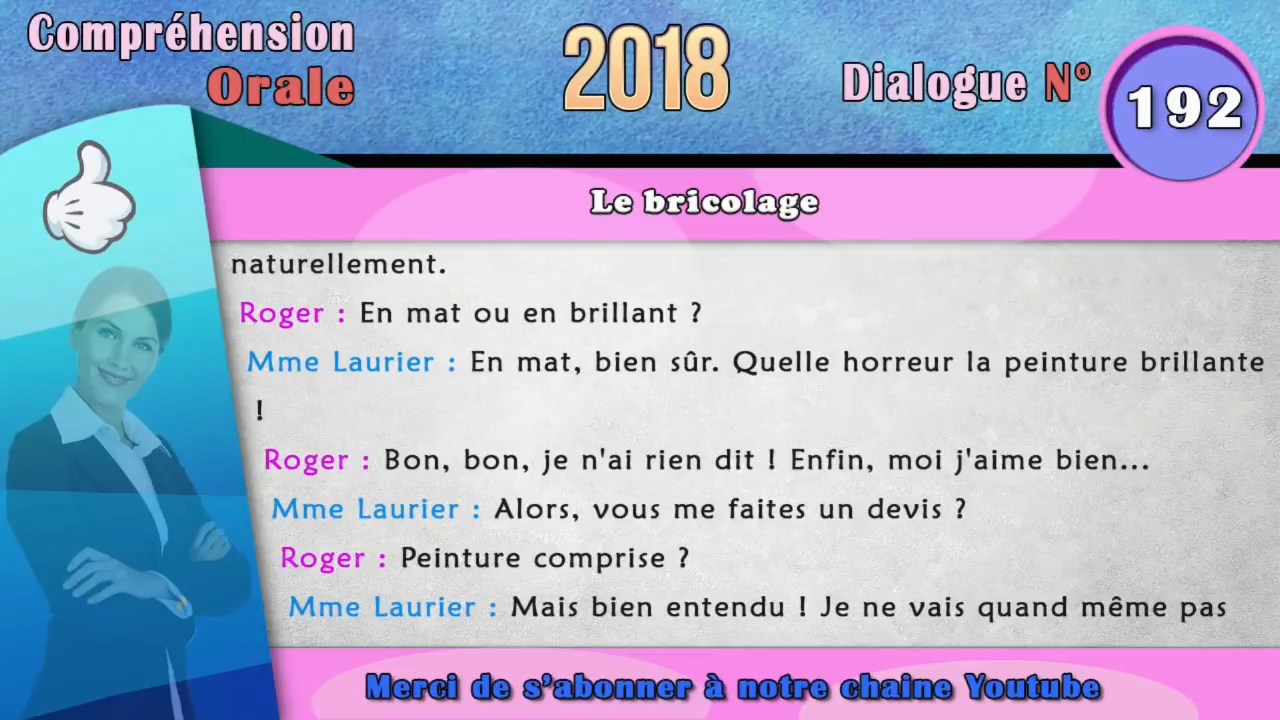 Compréhension
Orale
2018
Dialogue N°
192
Le bricolage
naturellement.
Roger : En mat ou en brillant ?
Mme Laurier : En mat, bien sûr. Quelle horreur la peinture brillante
!
Roger : Bon, bon, je n'ai rien dit ! Enfin, moi j'aime bien...
Mme Laurier : Alors, vous me faites un devis ?
Roger : Peinture comprise ?
Mme Laurier : Mais bien entendu ! Je ne vais quand même pas
Merci de s'abonner à notre chaine Youtube